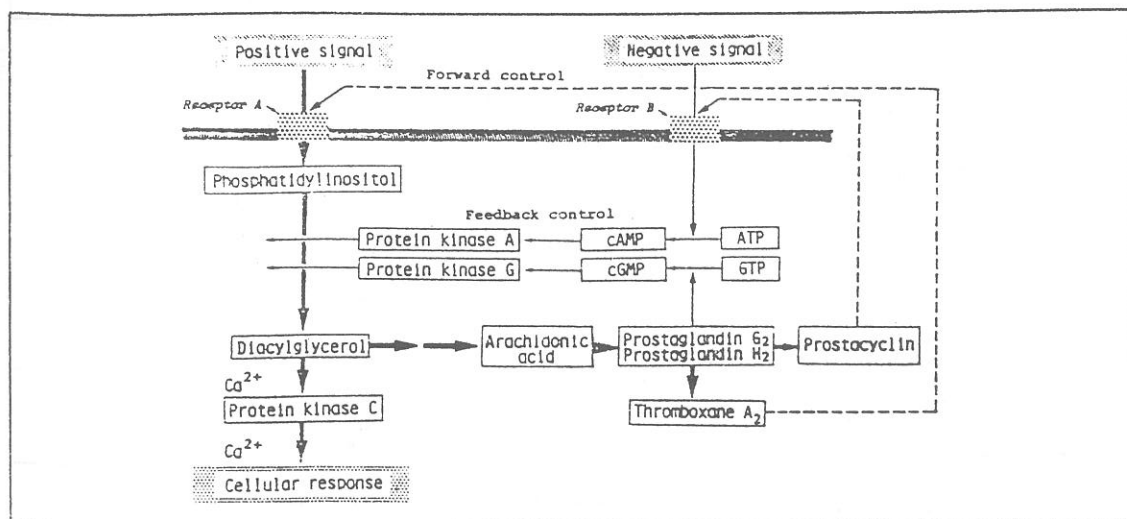 Positive signal
Negative signal
Forward control
Receptor A
Receptor B
Phosphatidylinositol
Feedback control
Protein kinase A
cAMP
ATP
Protein kinase G
cGMP
GTP
Diacylglycerol
Arachidonic
acid
Prostaglandin G₂
Prostaglandin H₂
Prostacyclin
Ca²⁺
Protein kinase C
Thromboxane A₂
Ca²⁺
Cellular response